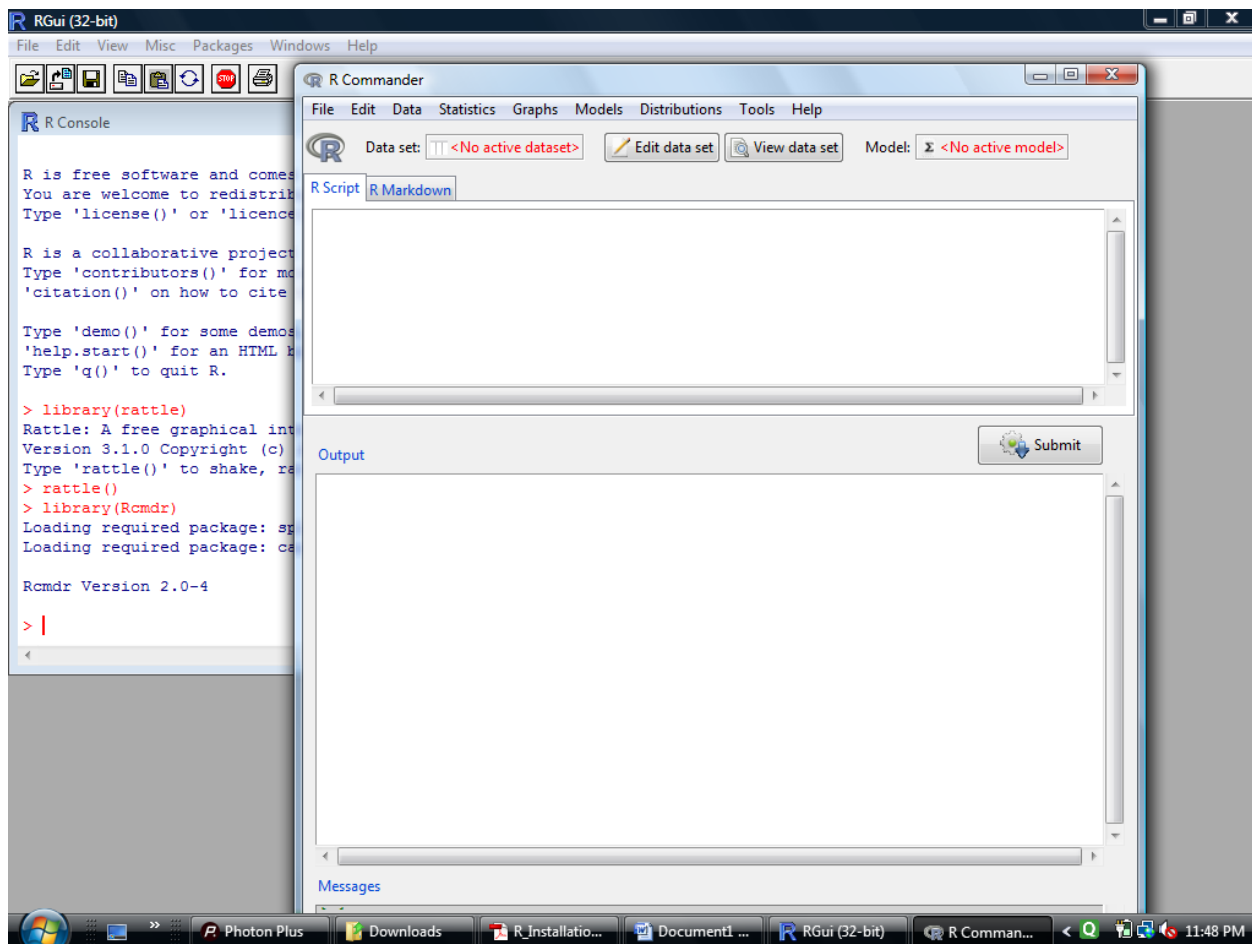 RGui (32-bit)
File Edit View Misc Packages Windows Help
STOP
R Console
R is free software and comes
You are welcome to redistrib
Type 'license()' or 'licence
R is a collaborative project
Type 'contributors()' for mo
'citation()' on how to cite
Type 'demo()' for some demos
'help.start()' for an HTML b
Type 'q()' to quit R.
> library(rattle)
Rattle: A free graphical int
Version 3.1.0 Copyright (c)
Type 'rattle()' to shake, ra
> rattle()
> library(Rcmdr)
Loading required package: sp
Loading required package: ca
Rcmdr Version 2.0-4
>
R Commander
File Edit Data Statistics Graphs Models Distributions Tools Help
R Data set: <No active dataset> Edit data set View data set Model: Σ <No active model>
R Script R Markdown
Submit
Output
Messages
» Photon Plus Downloads R_Installatio... Document1 ... RGui (32-bit) R Comman... < Q 11:48 PM